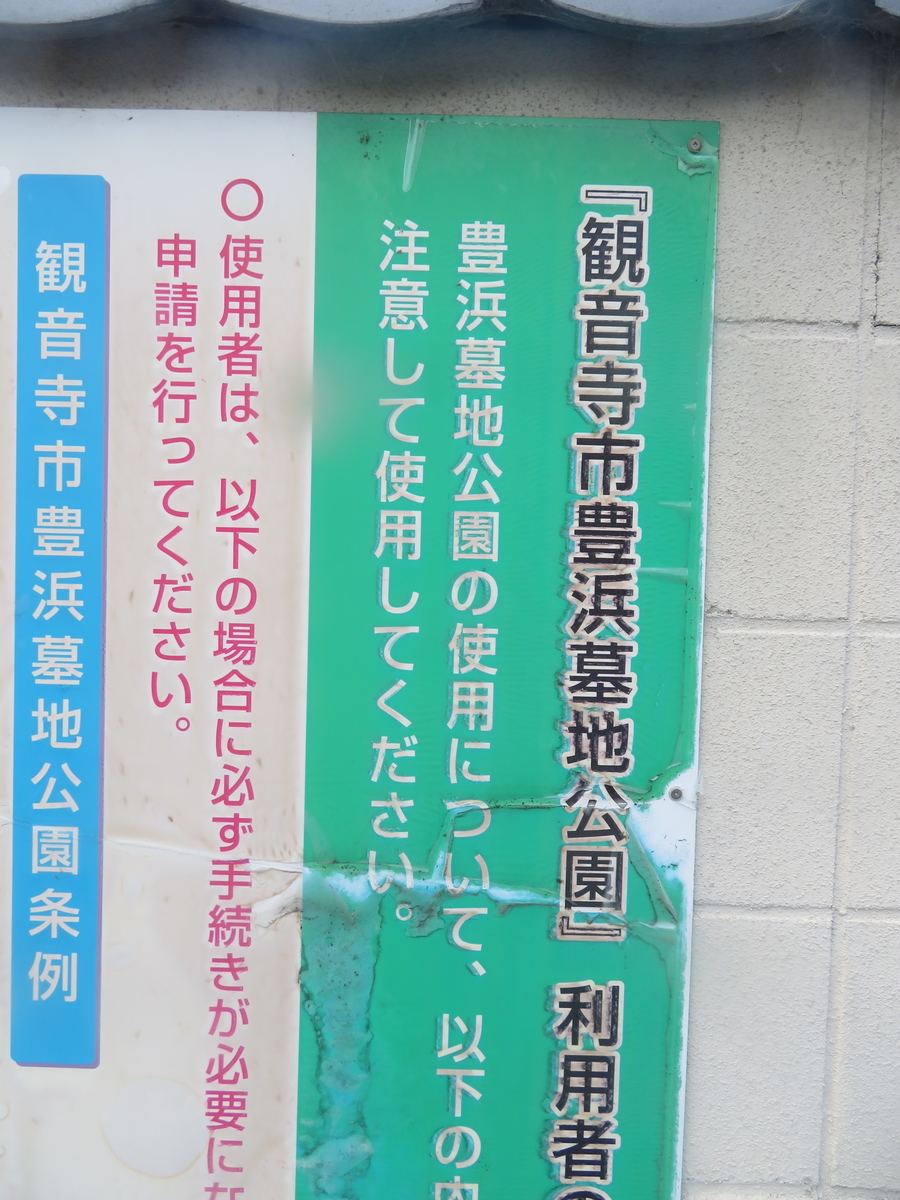 『観音寺市豊浜墓地公園』 利用者の
豊浜墓地公園の使用について、以下の内
注意して使用してください。
〇使用者は、以下の場合に必ず手続きが必要にな
申請を行ってください。
観音寺市豊浜墓地公園条例